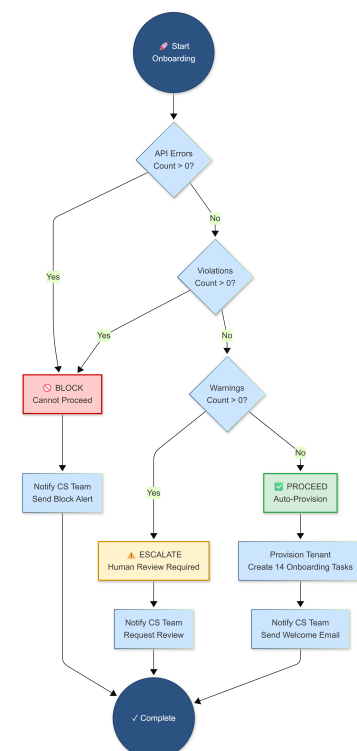 🚀 Start
Onboarding
API Errors
Count > 0?
No
Violations
Count > 0?
Yes
Yes
No
🚫 BLOCK
Cannot Proceed
Warnings
Count > 0?
No
Notify CS Team
Send Block Alert
Yes
✅ PROCEED
Auto-Provision
⚠️ ESCALATE
Human Review Required
Provision Tenant
Create 14 Onboarding Tasks
Notify CS Team
Request Review
Notify CS Team
Send Welcome Email
✓ Complete